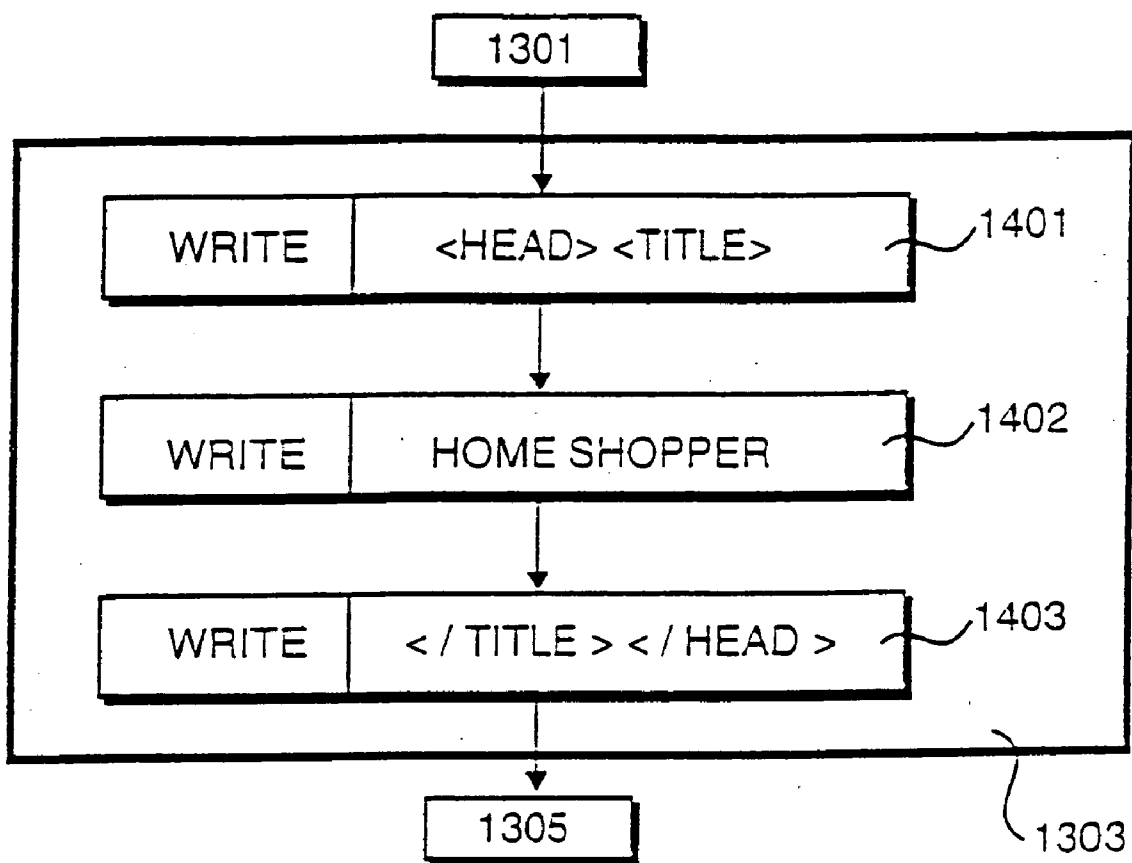 1301
WRITE <HEAD> <TITLE> 1401
WRITE HOME SHOPPER 1402
WRITE < / TITLE > < / HEAD > 1403
1305
1303